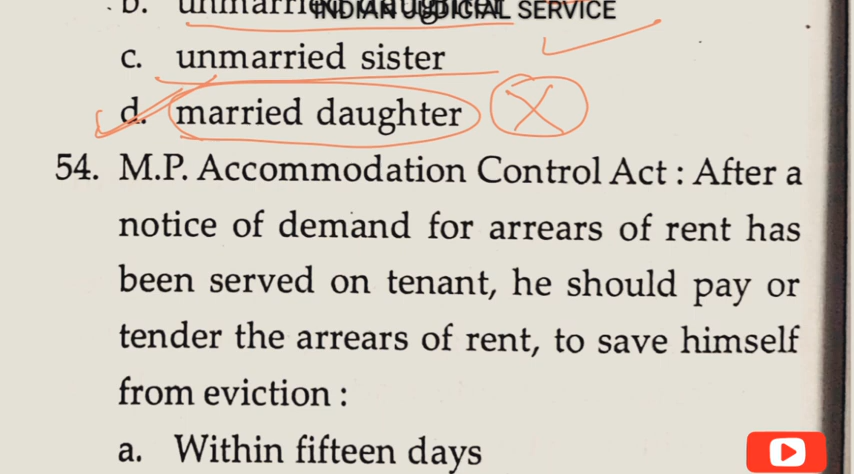 b. unmarried daughter
INDIAN JUDICIAL SERVICE
c. unmarried sister
d. married daughter
54. M.P. Accommodation Control Act : After a
notice of demand for arrears of rent has
been served on tenant, he should pay or
tender the arrears of rent, to save himself
from eviction :
a. Within fifteen days